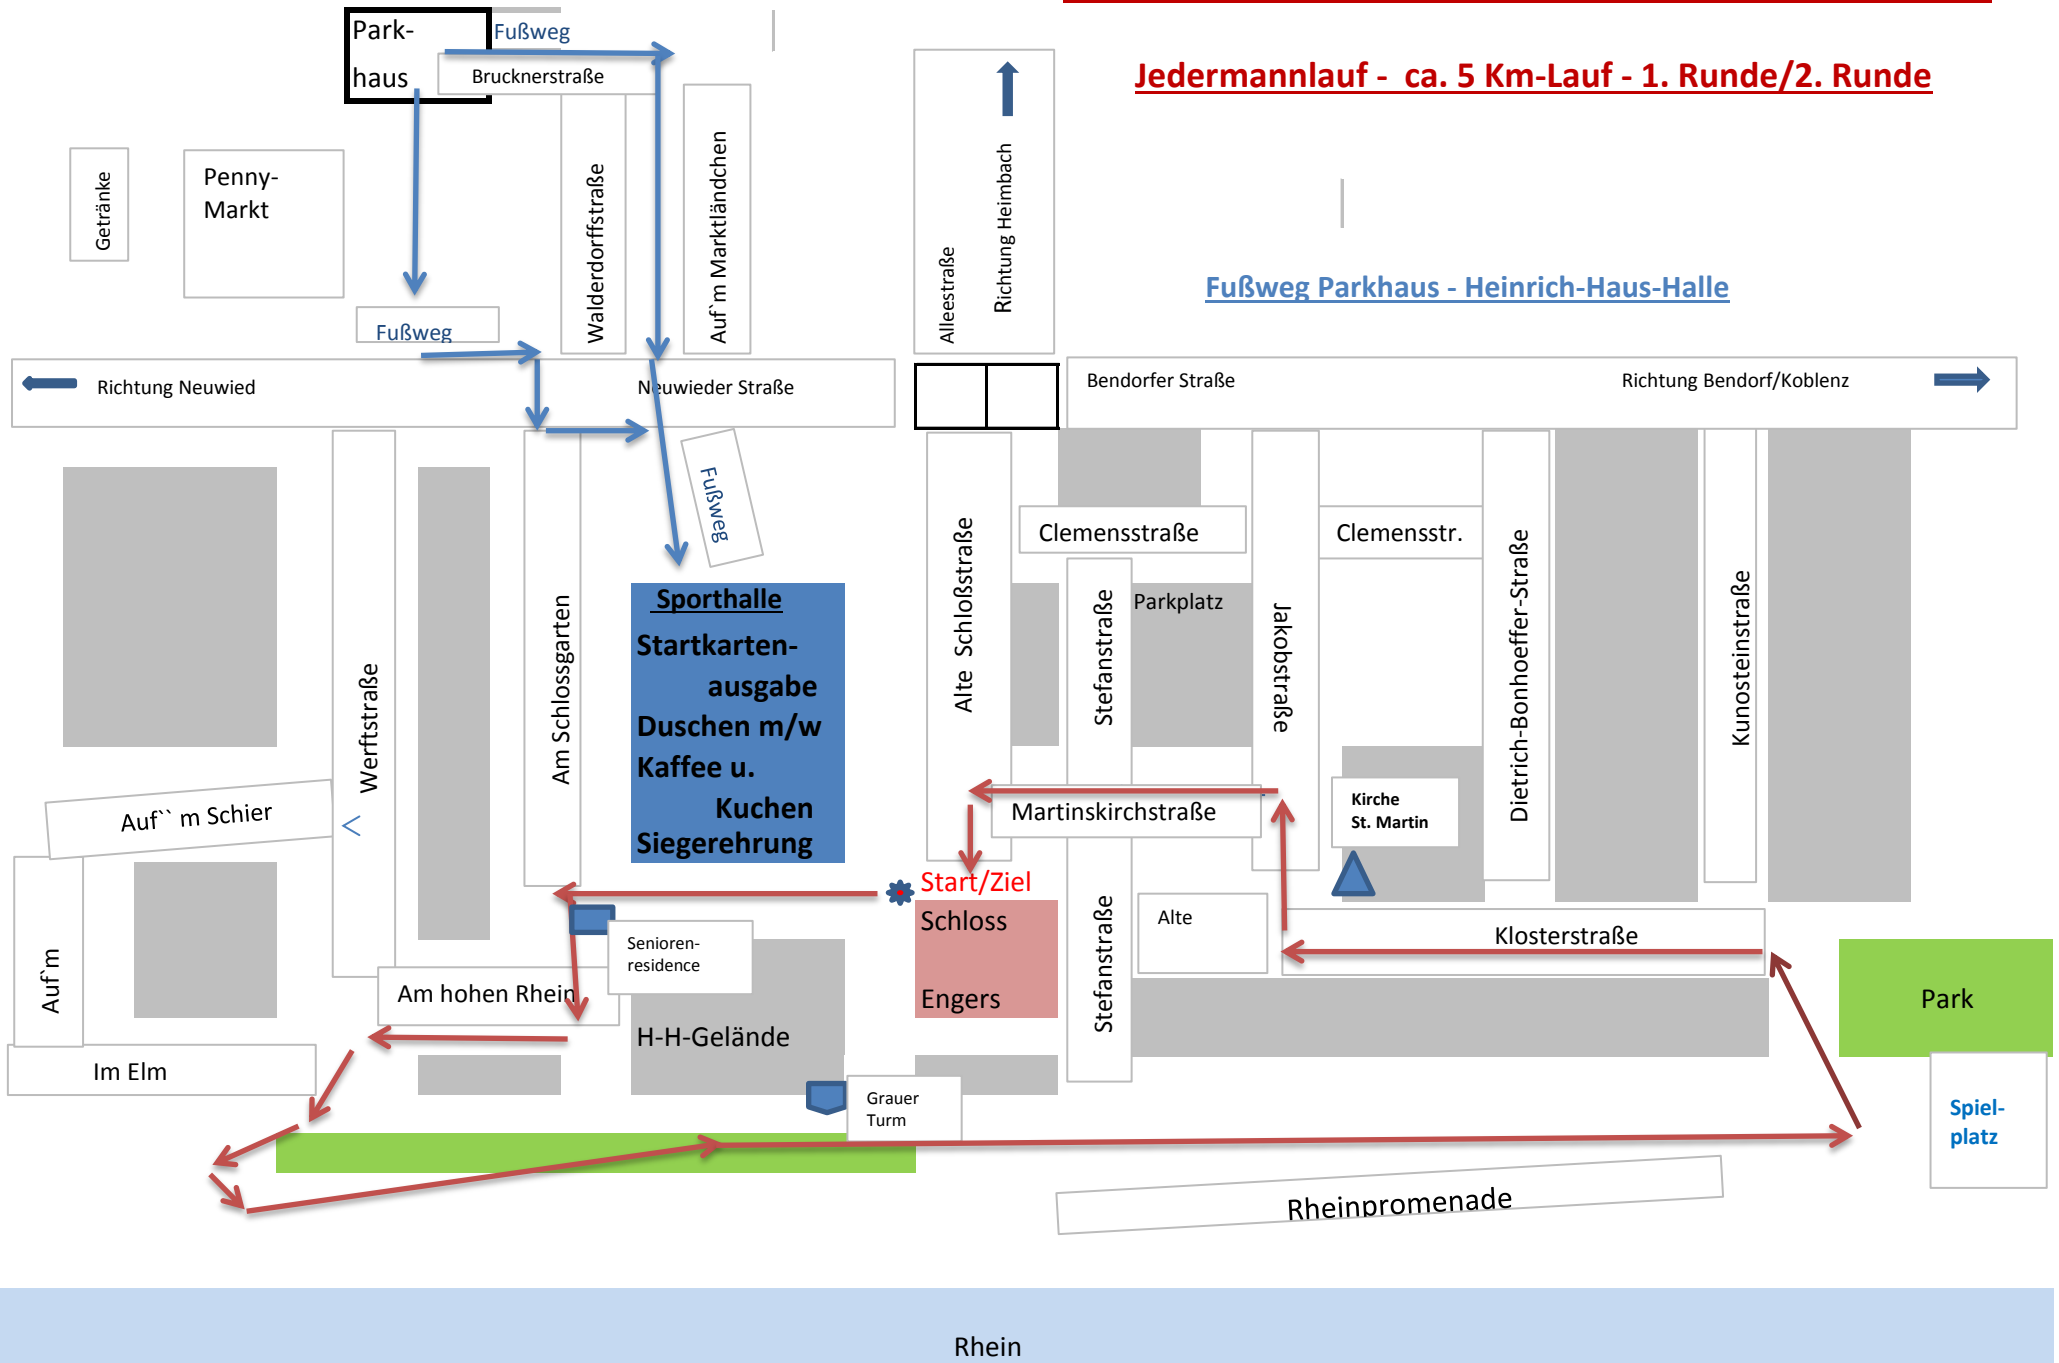 Park-
haus
Fußweg
Brucknerstraße
Jedermannlauf - ca. 5 Km-Lauf - 1. Runde/2. Runde
Getränke
Penny-
Markt
Walderdorffstraße
Auf`m Marktländchen
Alleestraße
Richtung Heimbach
Fußweg Parkhaus - Heinrich-Haus-Halle
Fußweg
Richtung Neuwied
Neuwieder Straße
Bendorfer Straße
Richtung Bendorf/Koblenz
Fußweg
Clemensstraße
Clemensstr.
Werftstraße
Am Schlossgarten
Sporthalle
Startkarten-
ausgabe
Duschen m/w
Kaffee u.
Kuchen
Siegerehrung
Alte Schloßstraße
Stefanstraße
Parkplatz
Jakobstraße
Dietrich-Bonhoeffer-Straße
Kunosteinstraße
Auf`` m Schier
Martinskirchstraße
Kirche
St. Martin
Start/Ziel
Schloss
Engers
Auf`m
Senioren-
residence
Stefanstraße
Alte
Klosterstraße
Am hohen Rhein
Park
H-H-Gelände
Im Elm
Grauer
Turm
Spiel-
platz
Rheinpromenade
Rhein